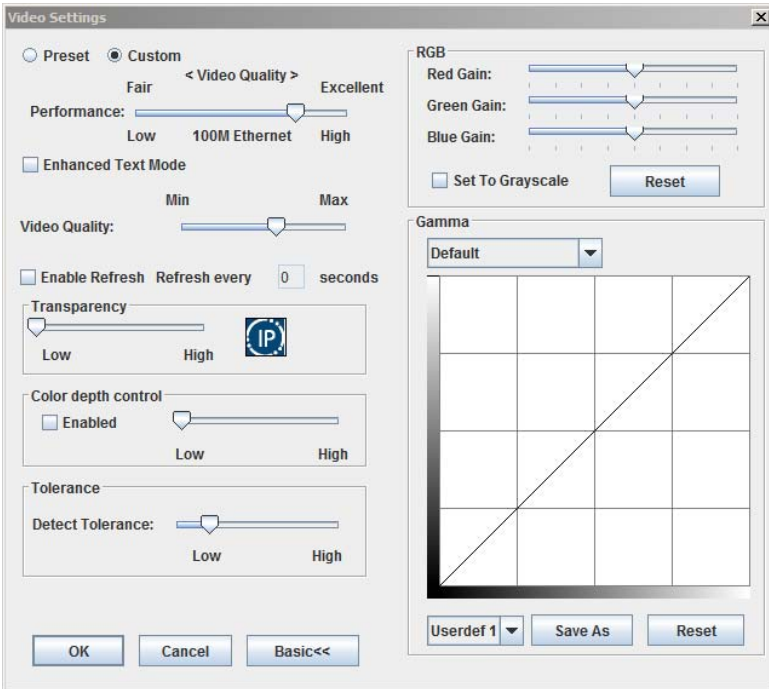 Video Settings
Preset Custom
< Video Quality >
Fair Excellent
Performance:
Low 100M Ethernet High
Enhanced Text Mode
Min Max
Video Quality:
Enable Refresh Refresh every 0 seconds
Transparency
Low High
IP
Color depth control
Enabled
Low High
Tolerance
Detect Tolerance:
Low High
OK Cancel Basic<<
RGB
Red Gain:
Green Gain:
Blue Gain:
Set To Grayscale Reset
Gamma
Default
Userdef 1 Save As Reset